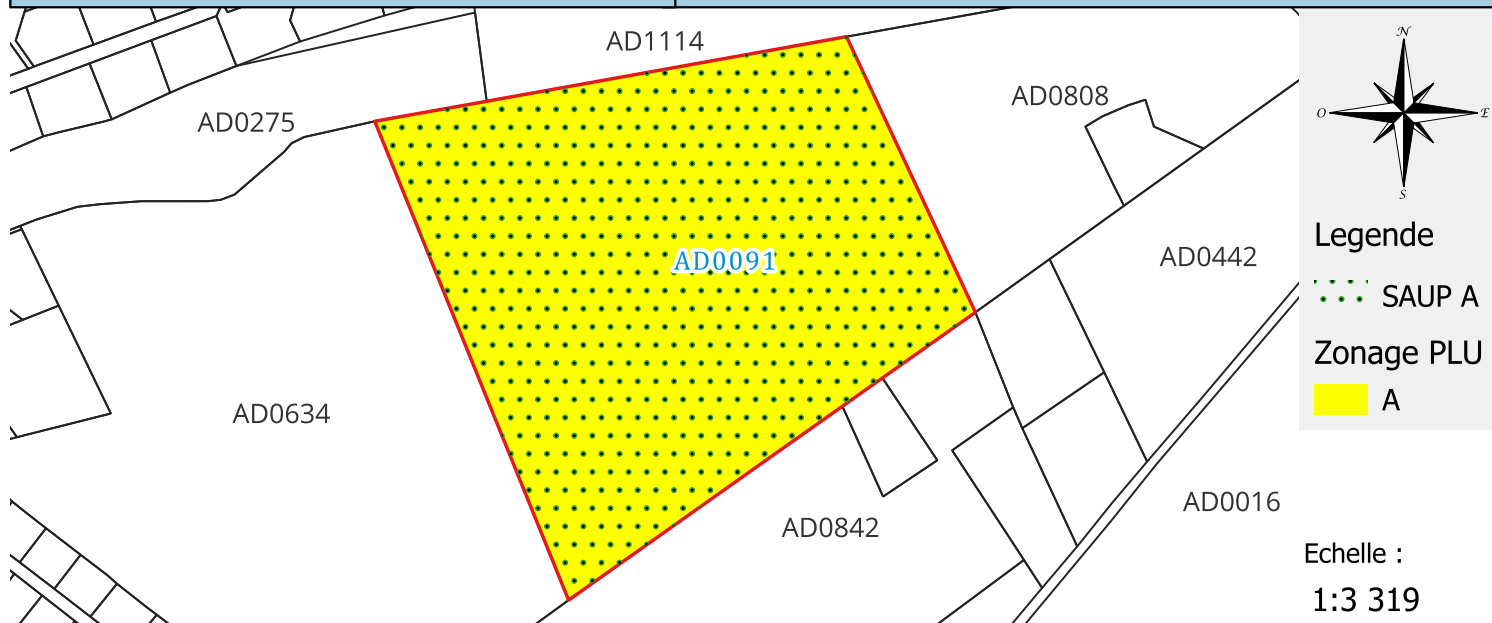 AD1114
AD0275
AD0808
AD0091
AD0442
AD0634
AD0842
AD0016
N
O
E
S
Legende
SAUP A
Zonage PLU
A
Echelle :
1:3 319